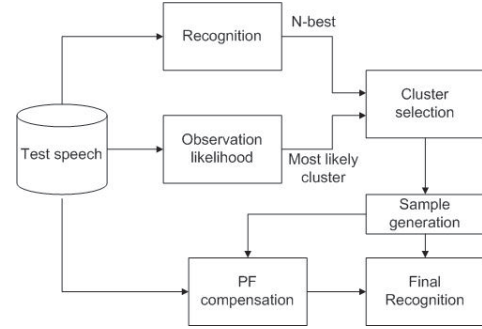 Recognition
N-best
Cluster
selection
Test speech
Observation
likelihood
Most likely
cluster
Sample
generation
PF
compensation
Final
Recognition